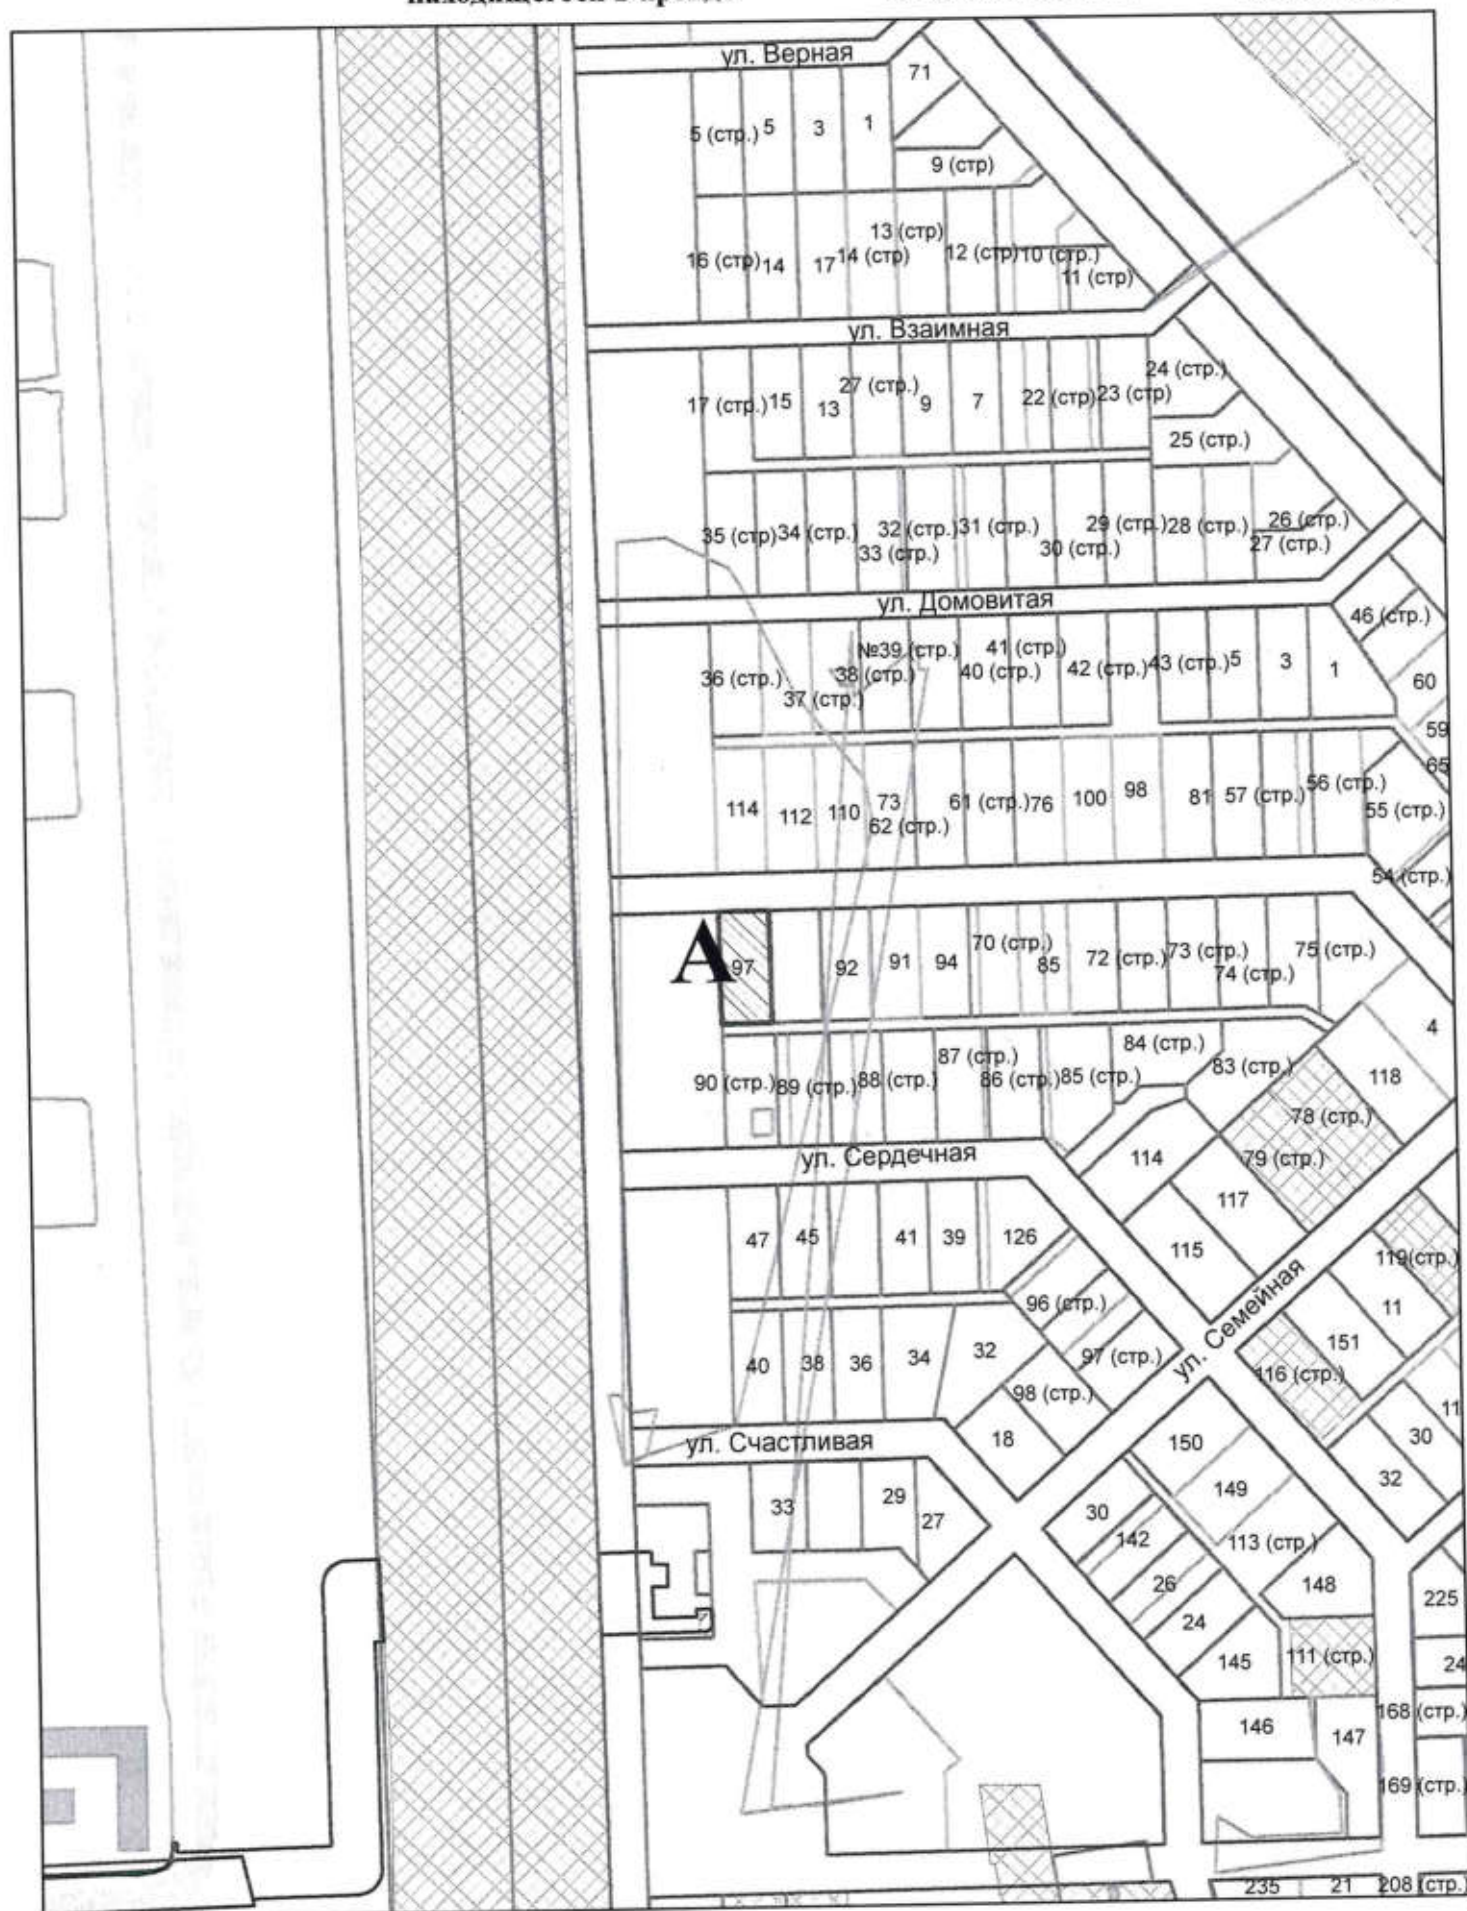 ул. Верная
71
5 (стр.) 5 3 1
9 (стр)
13 (стр)
16 (стр) 14 17 14 (стр) 12 (стр) 10 (стр.)
11 (стр)
ул. Взаимная
24 (стр.)
17 (стр.) 15 13 27 (стр.) 9 7 22 (стр) 23 (стр)
25 (стр.)
35 (стр) 34 (стр.) 32 (стр.) 31 (стр.) 29 (стр.) 28 (стр.) 26 (стр.)
33 (стр.) 30 (стр.) 27 (стр.)
ул. Домовитая
46 (стр.)
№39 (стр.) 41 (стр.)
36 (стр.) 38 (стр.) 40 (стр.) 42 (стр.) 43 (стр.) 5 3 1 60
37 (стр.)
59
65
114 112 110 73 61 (стр.) 76 100 98 81 57 (стр.) 56 (стр.)
62 (стр.) 55 (стр.)
54 (стр.)
А 97 92 91 94 70 (стр.) 85 72 (стр.) 73 (стр.) 75 (стр.)
74 (стр.)
4
87 (стр.) 84 (стр.)
90 (стр.) 89 (стр.) 88 (стр.) 86 (стр.) 85 (стр.) 83 (стр.) 118
78 (стр.)
ул. Сердечная 114 79 (стр.)
117
47 45 41 39 126 115 119(стр.)
96 (стр.) ул. Семейная 11
40 38 36 34 32 97 (стр.) 151
98 (стр.) 116 (стр.)
11
ул. Счастливая 18 150 30
33 29 27 30 149 32
142 113 (стр.)
26 148 225
24
145 111 (стр.) 24
146 147 168 (стр.)
169 (стр.)
235 21 208 (стр.)